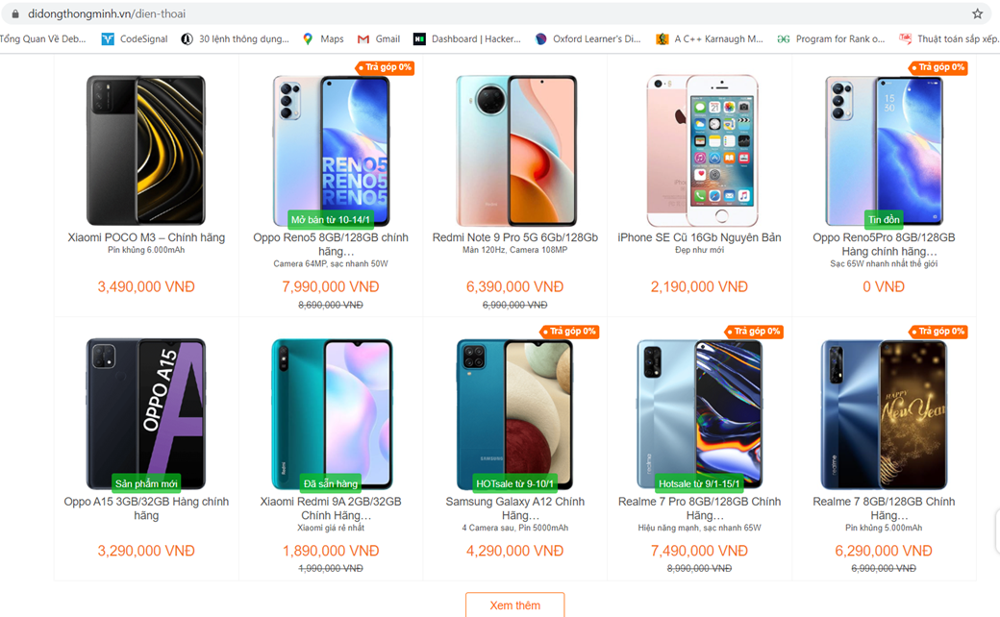 didongthongminh.vn/dien-thoai
Tổng Quan Về Deb... CodeSignal 30 lệnh thông dụng... Maps Gmail Dashboard | Hacker... Oxford Learner's Di... A C++ Karnaugh M... Program for Rank o... Thuật toán sắp xếp.
Trả góp 0%
Trả góp 0%
RENO5
RENO5
RENO5
15
30
Mở bán từ 10-14/1
Tin đồn
Xiaomi POCO M3 – Chính hãng
Pin khủng 6.000mAh
3,490,000 VNĐ
Oppo Reno5 8GB/128GB chính
hãng…
Camera 64MP, sạc nhanh 50W
7,990,000 VNĐ
8,690,000 VNĐ
Redmi Note 9 Pro 5G 6Gb/128Gb
Màn 120Hz, Camera 108MP
6,390,000 VNĐ
6,990,000 VNĐ
iPhone SE Cũ 16Gb Nguyên Bản
Đẹp như mới
2,190,000 VNĐ
Oppo Reno5Pro 8GB/128GB
Hàng chính hãng…
Sạc 65W nhanh nhất thế giới
0 VNĐ
Trả góp 0%
Trả góp 0%
Trả góp 0%
OPPO A15
A
Redmi
SAMSUNG
realme
realme
HAPPY
New Year
Sản phẩm mới
Đã sẵn hàng
HOTsale từ 9-10/1
Hotsale từ 9/1-15/1
Oppo A15 3GB/32GB Hàng chính
hãng
3,290,000 VNĐ
Xiaomi Redmi 9A 2GB/32GB
Chính Hãng…
Xiaomi giá rẻ nhất
1,890,000 VNĐ
1,990,000 VNĐ
Samsung Galaxy A12 Chính
Hãng…
4 Camera sau, Pin 5000mAh
4,290,000 VNĐ
Realme 7 Pro 8GB/128GB Chính
Hãng…
Hiệu năng mạnh, sạc nhanh 65W
7,490,000 VNĐ
8,990,000 VNĐ
Realme 7 8GB/128GB Chính
Hãng…
Pin khủng 5.000mAh
6,290,000 VNĐ
6,990,000 VNĐ
Xem thêm